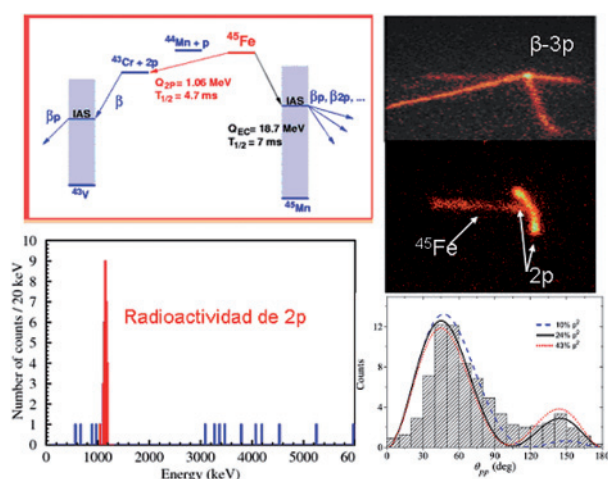 ⁴⁵Fe
⁴⁴Mn + p
⁴³Cr + 2p
Q2P = 1.06 MeV
T1/2 = 4.7 ms
β
βp
IAS
⁴³V
IAS
βp, β2p, ...
QEC = 18.7 MeV
T1/2 = 7 ms
⁴⁵Mn
β-3p
⁴⁵Fe
2p
Number of counts / 20 keV
10
9
8
7
6
5
4
3
2
1
0
Radioactividad de 2p
0 1000 2000 3000 4000 5000 60
Energy (keV)
Counts
12
8
4
0
10% p²
24% p²
43% p²
0 30 60 90 120 150 180
θpp (deg)